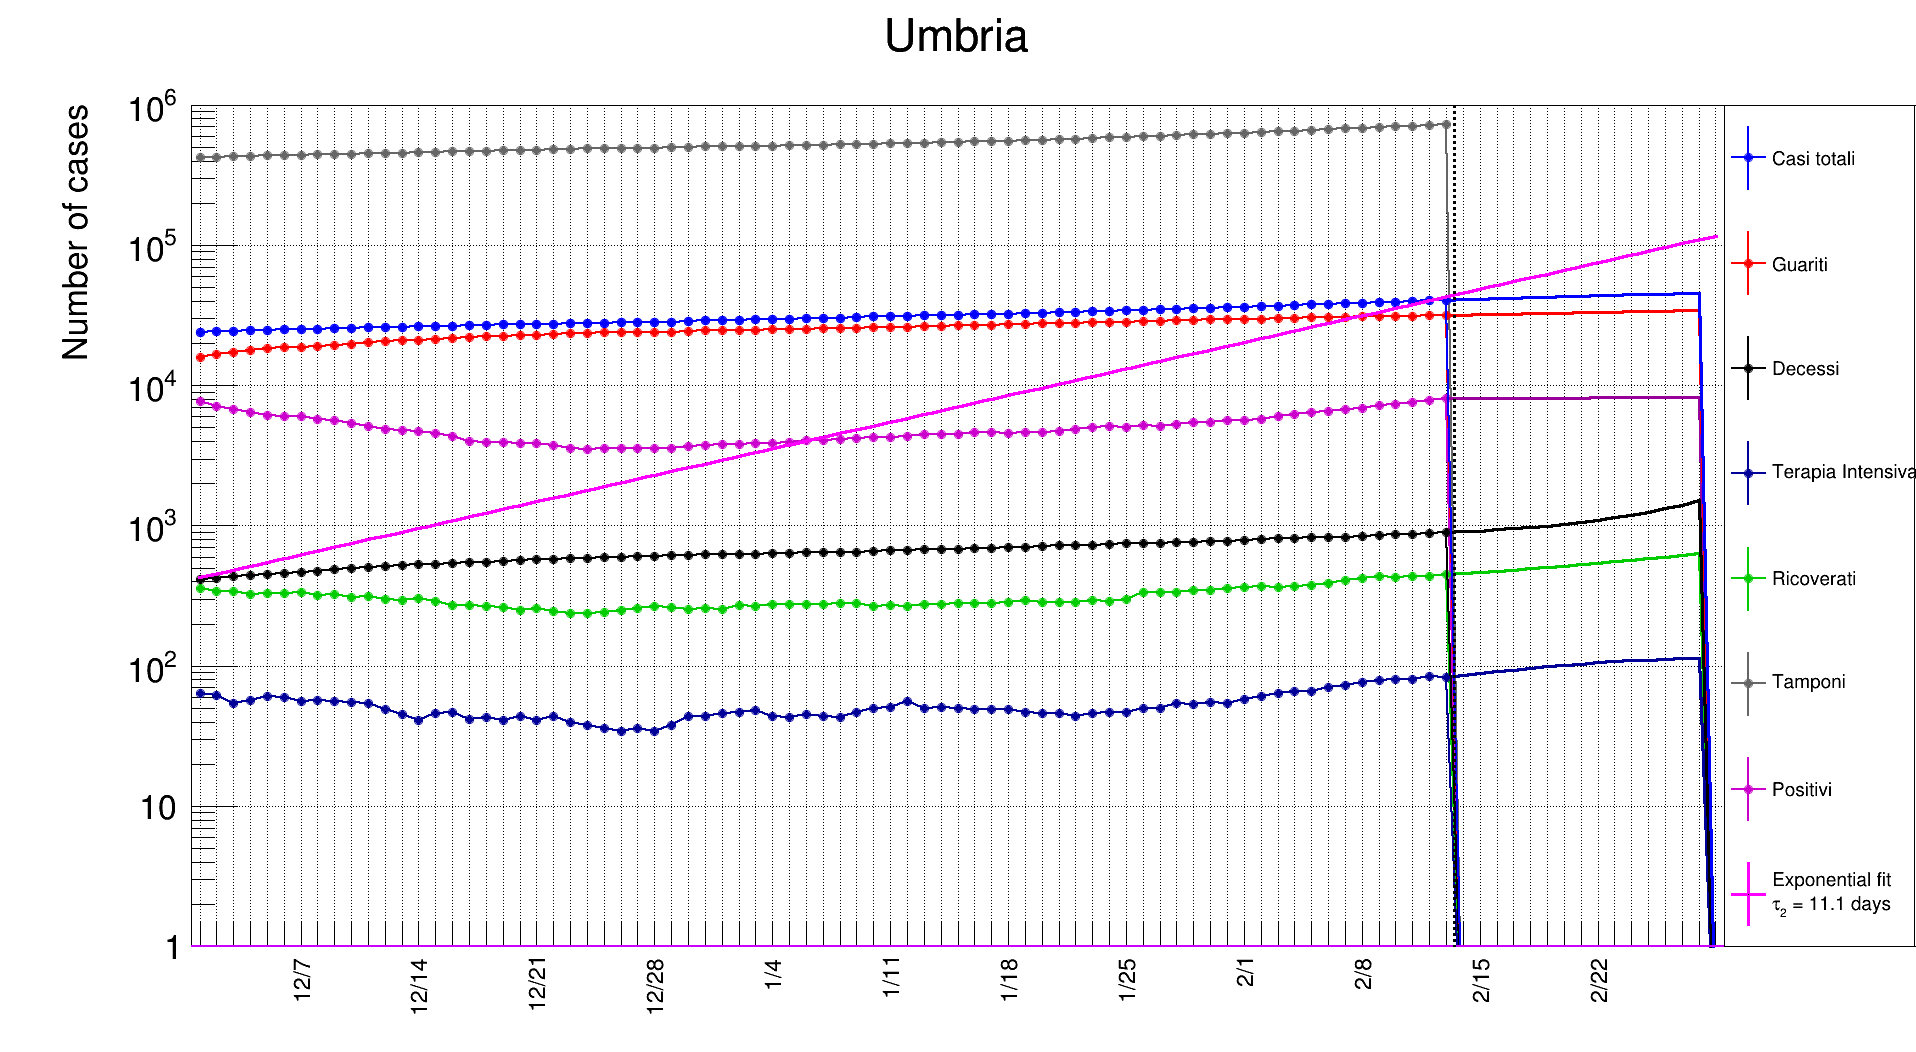 Umbria
Number of cases
10^6
10^5
10^4
10^3
10^2
10
1
12/7
12/14
12/21
12/28
1/4
1/11
1/18
1/25
2/1
2/8
2/15
2/22
Casi totali
Guariti
Decessi
Terapia Intensiva
Ricoverati
Tamponi
Positivi
Exponential fit
τ₂ = 11.1 days